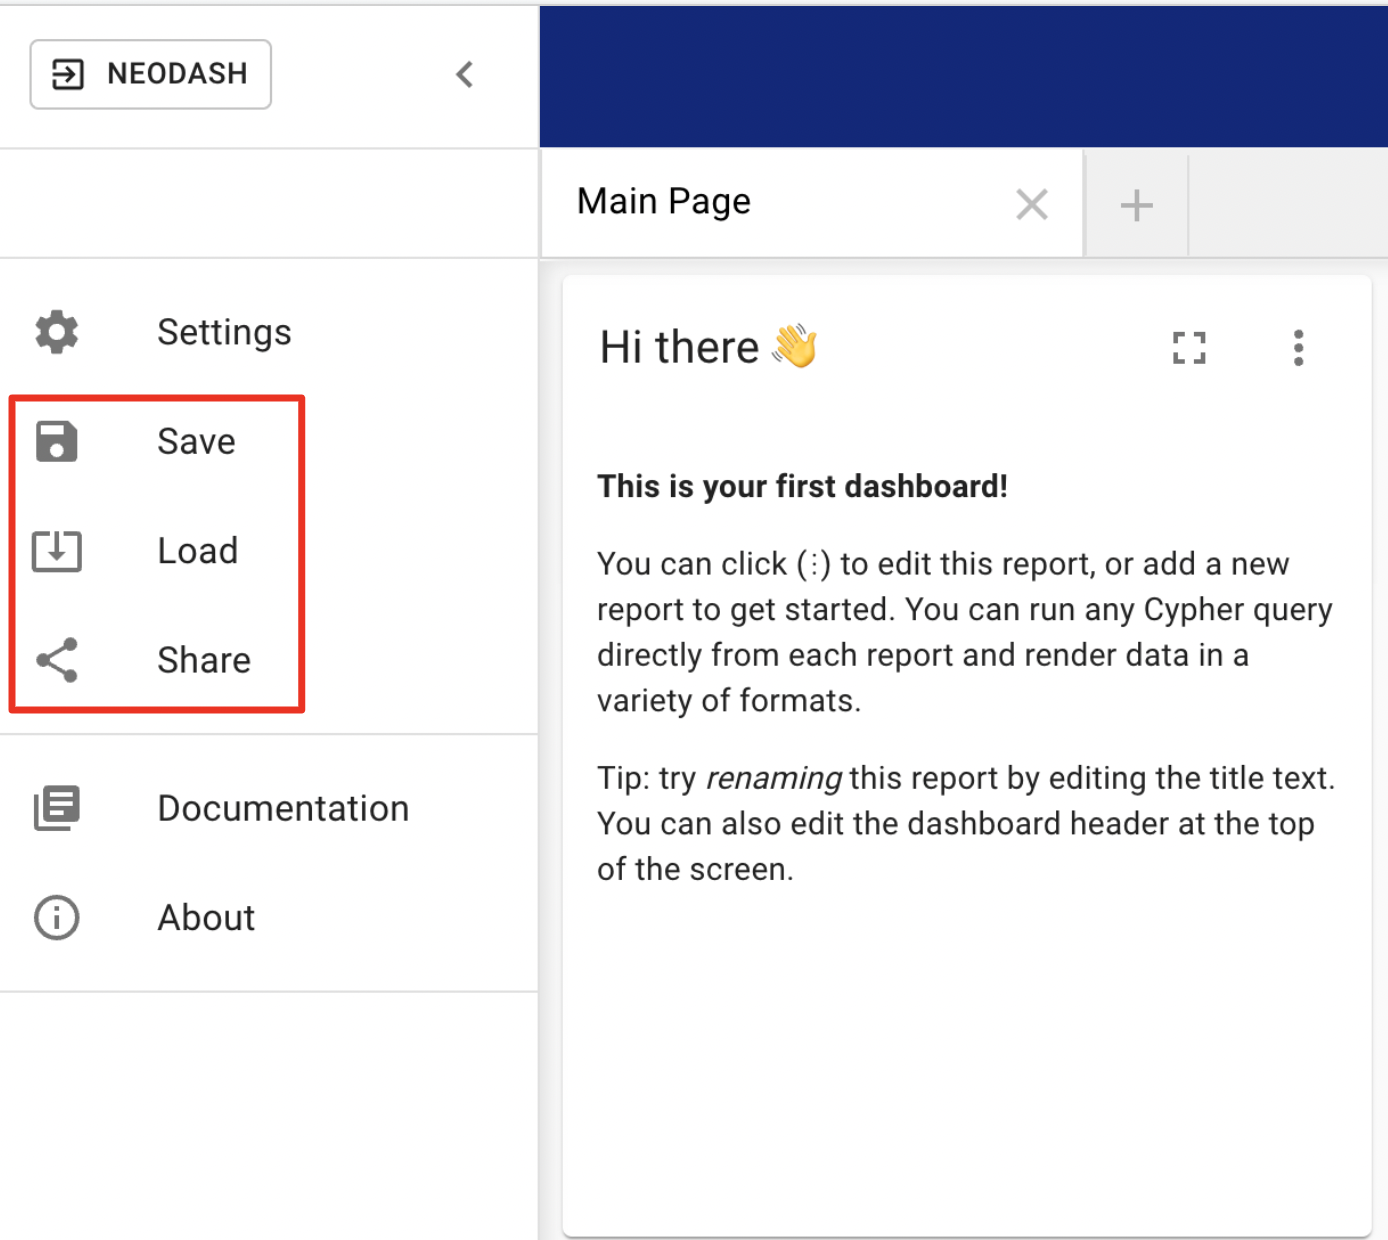 NEODASH
Main Page
Settings
Save
Load
Share
Documentation
About
Hi there 👋
This is your first dashboard!
You can click (⋮) to edit this report, or add a new
report to get started. You can run any Cypher query
directly from each report and render data in a
variety of formats.
Tip: try renaming this report by editing the title text.
You can also edit the dashboard header at the top
of the screen.